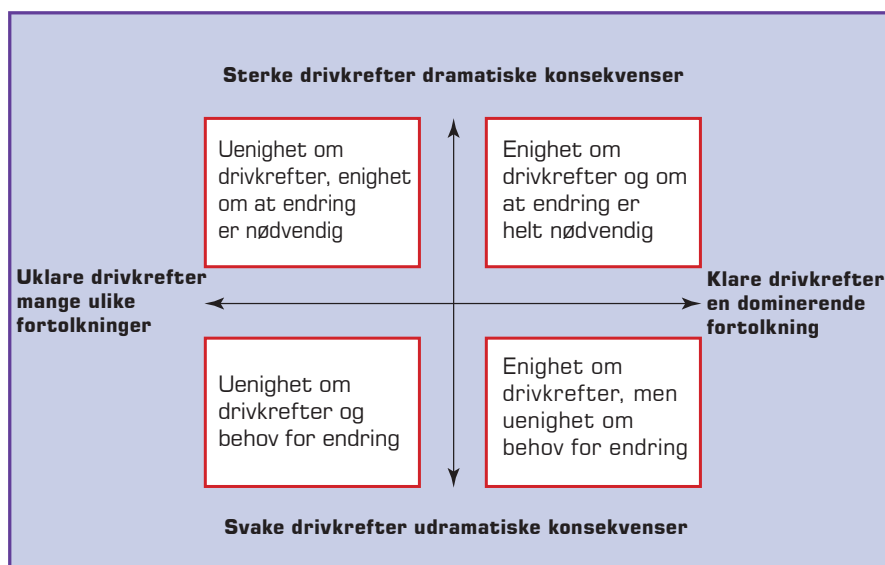 Sterke drivkrefter dramatiske konsekvenser
Uenighet om
drivkrefter, enighet
om at endring
er nødvendig
Enighet om
drivkrefter og om
at endring er
helt nødvendig
Uklare drivkrefter
mange ulike
fortolkninger
Klare drivkrefter
en dominerende
fortolkning
Uenighet om
drivkrefter og
behov for endring
Enighet om
drivkrefter, men
uenighet om
behov for endring
Svake drivkrefter udramatiske konsekvenser